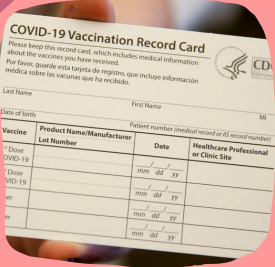 COVID-19 Vaccination Record Card
CDC
Please keep this record card, which includes medical information
about the vaccines you have received.
Por favor, guarde esta tarjeta de registro, que incluye información
médica sobre las vacunas que ha recibido.
Last Name First Name MI
Date of birth Patient number (medical record or IIS record number)
Vaccine Product Name/Manufacturer Date Healthcare Professional
Lot Number or Clinic Site
Dose
OVID-19 mm dd yy
Dose
VID-19 mm dd yy
er mm dd yy
er mm dd yy